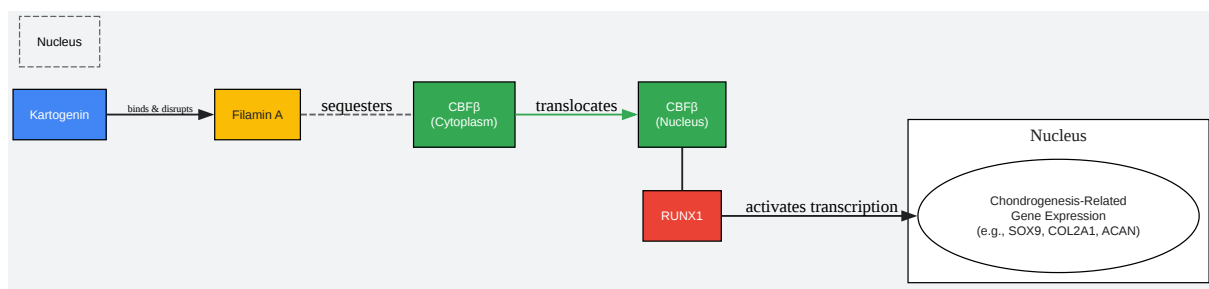 Nucleus
Kartogenin
binds & disrupts
Filamin A
sequesters
CBFβ
(Cytoplasm)
translocates
CBFβ
(Nucleus)
RUNX1
activates transcription
Nucleus
Chondrogenesis-Related
Gene Expression
(e.g., SOX9, COL2A1, ACAN)